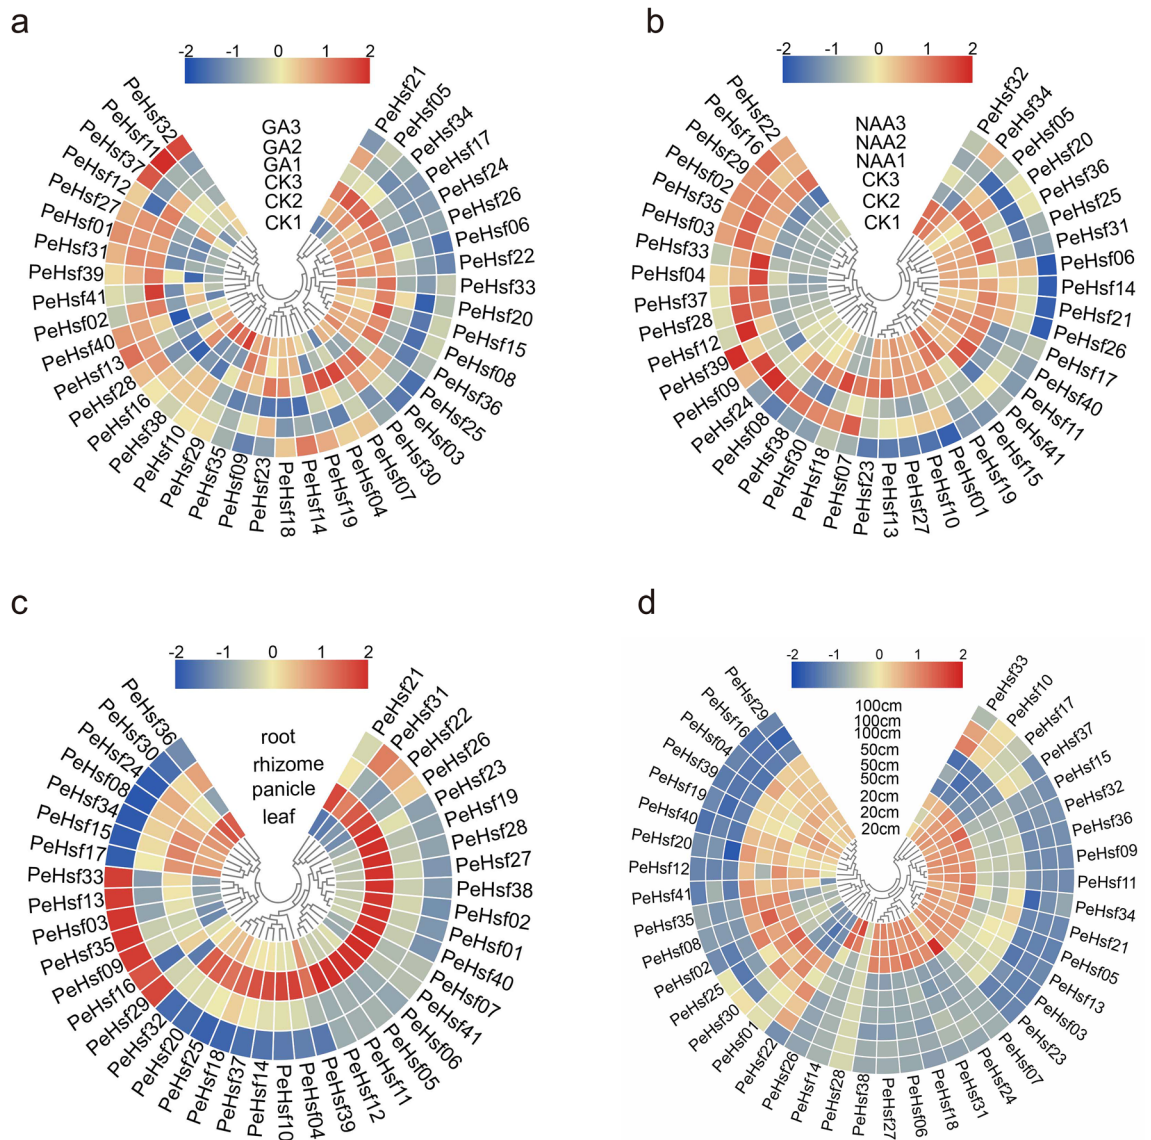 a
-2 -1 0 1 2
GA3
GA2
GA1
CK3
CK2
CK1
PeHsf21
PeHsf05
PeHsf34
PeHsf17
PeHsf24
PeHsf26
PeHsf06
PeHsf22
PeHsf33
PeHsf20
PeHsf15
PeHsf08
PeHsf36
PeHsf25
PeHsf03
PeHsf30
PeHsf07
PeHsf04
PeHsf19
PeHsf14
PeHsf18
PeHsf23
PeHsf09
PeHsf35
PeHsf29
PeHsf10
PeHsf38
PeHsf16
PeHsf28
PeHsf13
PeHsf40
PeHsf02
PeHsf41
PeHsf39
PeHsf31
PeHsf01
PeHsf27
PeHsf12
PeHsf37
PeHsf11
PeHsf32
b
-2 -1 0 1 2
NAA3
NAA2
NAA1
CK3
CK2
CK1
PeHsf32
PeHsf34
PeHsf05
PeHsf20
PeHsf36
PeHsf25
PeHsf31
PeHsf06
PeHsf14
PeHsf21
PeHsf26
PeHsf17
PeHsf40
PeHsf11
PeHsf41
PeHsf15
PeHsf19
PeHsf01
PeHsf10
PeHsf27
PeHsf13
PeHsf23
PeHsf07
PeHsf18
PeHsf30
PeHsf38
PeHsf08
PeHsf24
PeHsf09
PeHsf39
PeHsf12
PeHsf28
PeHsf37
PeHsf04
PeHsf33
PeHsf03
PeHsf35
PeHsf02
PeHsf29
PeHsf16
PeHsf22
c
-2 -1 0 1 2
root
rhizome
panicle
leaf
PeHsf21
PeHsf31
PeHsf22
PeHsf26
PeHsf23
PeHsf19
PeHsf28
PeHsf27
PeHsf38
PeHsf02
PeHsf01
PeHsf40
PeHsf07
PeHsf41
PeHsf06
PeHsf05
PeHsf11
PeHsf12
PeHsf39
PeHsf04
PeHsf10
PeHsf14
PeHsf37
PeHsf18
PeHsf25
PeHsf20
PeHsf32
PeHsf29
PeHsf16
PeHsf09
PeHsf35
PeHsf03
PeHsf13
PeHsf33
PeHsf17
PeHsf15
PeHsf34
PeHsf08
PeHsf24
PeHsf30
PeHsf36
d
-2 -1 0 1 2
100cm
100cm
100cm
50cm
50cm
50cm
20cm
20cm
20cm
PeHsf33
PeHsf10
PeHsf17
PeHsf37
PeHsf15
PeHsf32
PeHsf36
PeHsf09
PeHsf11
PeHsf34
PeHsf21
PeHsf05
PeHsf13
PeHsf03
PeHsf23
PeHsf07
PeHsf24
PeHsf31
PeHsf18
PeHsf06
PeHsf27
PeHsf38
PeHsf28
PeHsf14
PeHsf26
PeHsf22
PeHsf01
PeHsf30
PeHsf25
PeHsf02
PeHsf08
PeHsf35
PeHsf41
PeHsf12
PeHsf20
PeHsf40
PeHsf19
PeHsf39
PeHsf04
PeHsf16
PeHsf29